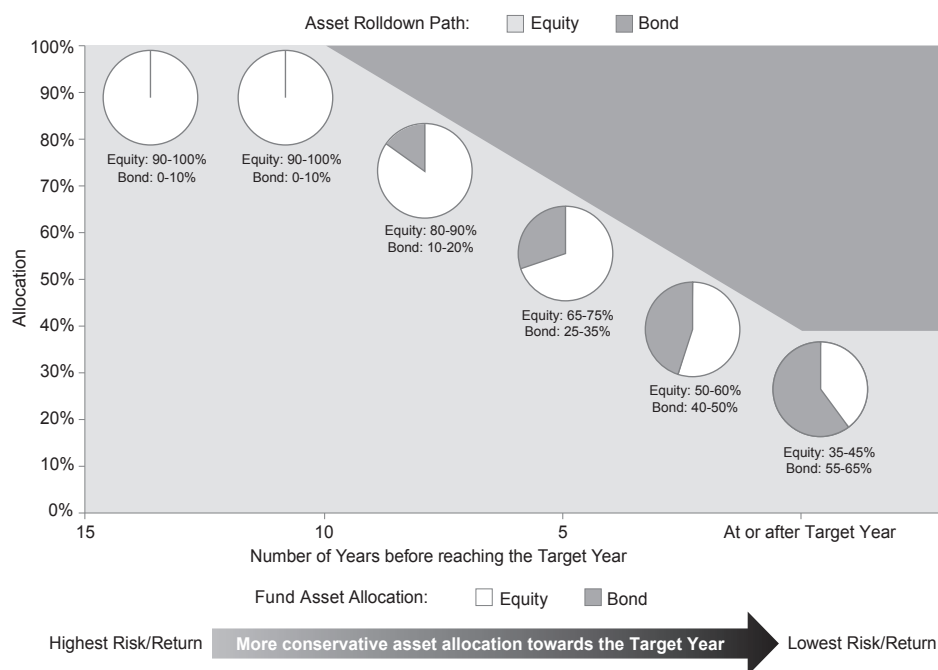 Asset Rolldown Path: Equity Bond
100%
90%
80%
70%
60%
50%
40%
30%
20%
10%
0%
Allocation
Equity: 90-100%
Bond: 0-10%
Equity: 90-100%
Bond: 0-10%
Equity: 80-90%
Bond: 10-20%
Equity: 65-75%
Bond: 25-35%
Equity: 50-60%
Bond: 40-50%
Equity: 35-45%
Bond: 55-65%
15 10 5 At or after Target Year
Number of Years before reaching the Target Year
Fund Asset Allocation: Equity Bond
Highest Risk/Return More conservative asset allocation towards the Target Year Lowest Risk/Return